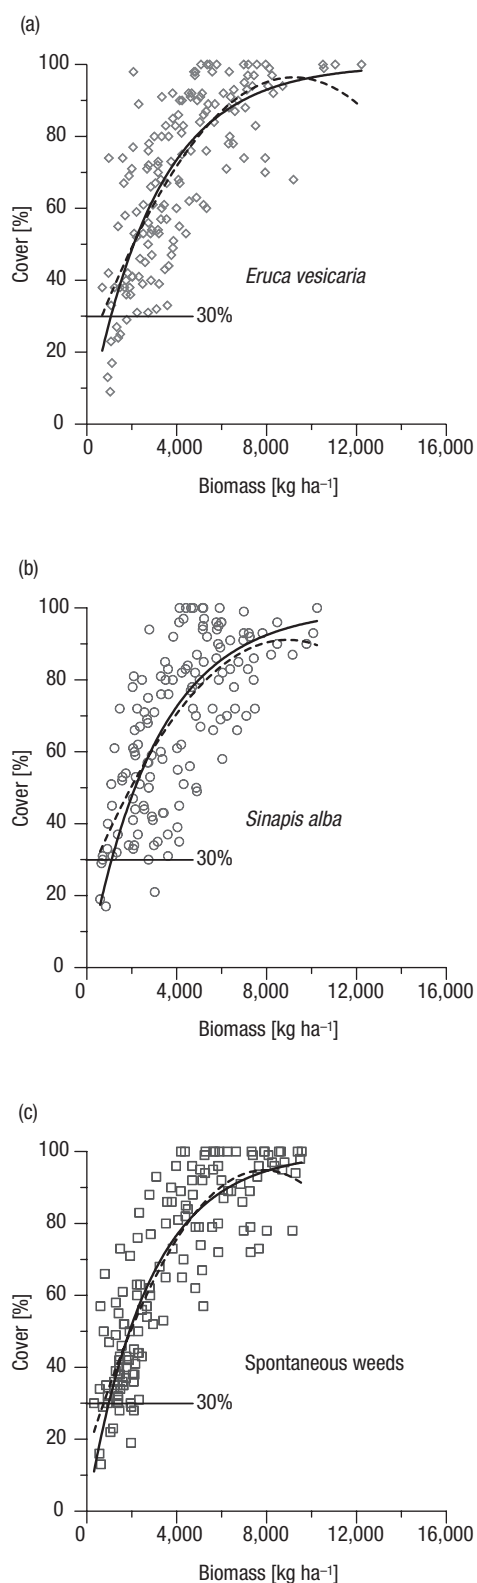 (a)
100
80
60
40
20
0
Cover [%]
Eruca vesicaria
30%
0 4,000 8,000 12,000 16,000
Biomass [kg ha⁻¹]
(b)
100
80
60
40
20
0
Cover [%]
Sinapis alba
30%
0 4,000 8,000 12,000 16,000
Biomass [kg ha⁻¹]
(c)
100
80
60
40
20
0
Cover [%]
Spontaneous weeds
30%
0 4,000 8,000 12,000 16,000
Biomass [kg ha⁻¹]